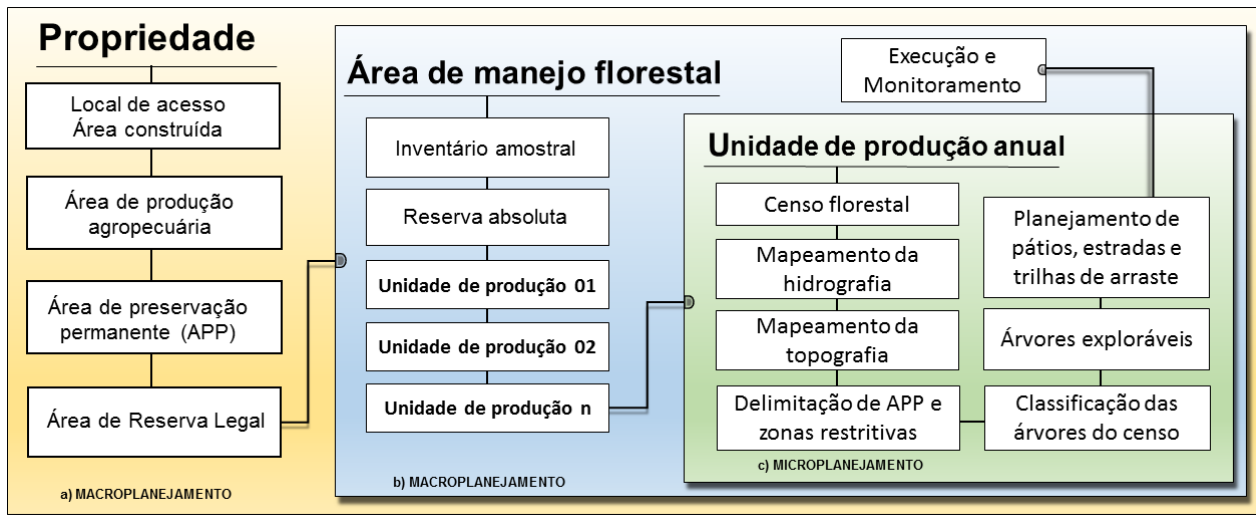 Propriedade
Local de acesso
Área construída
Área de produção
agropecuária
Área de preservação
permanente (APP)
Área de Reserva Legal
a) MACROPLANEJAMENTO
Área de manejo florestal
Inventário amostral
Reserva absoluta
Unidade de produção 01
Unidade de produção 02
Unidade de produção n
b) MACROPLANEJAMENTO
Unidade de produção anual
Censo florestal
Mapeamento da
hidrografia
Mapeamento da
topografia
Delimitação de APP e
zonas restritivas
Classificação das
árvores do censo
Árvores exploráveis
Planejamento de
pátios, estradas e
trilhas de arraste
c) MICROPLANEJAMENTO
Execução e
Monitoramento